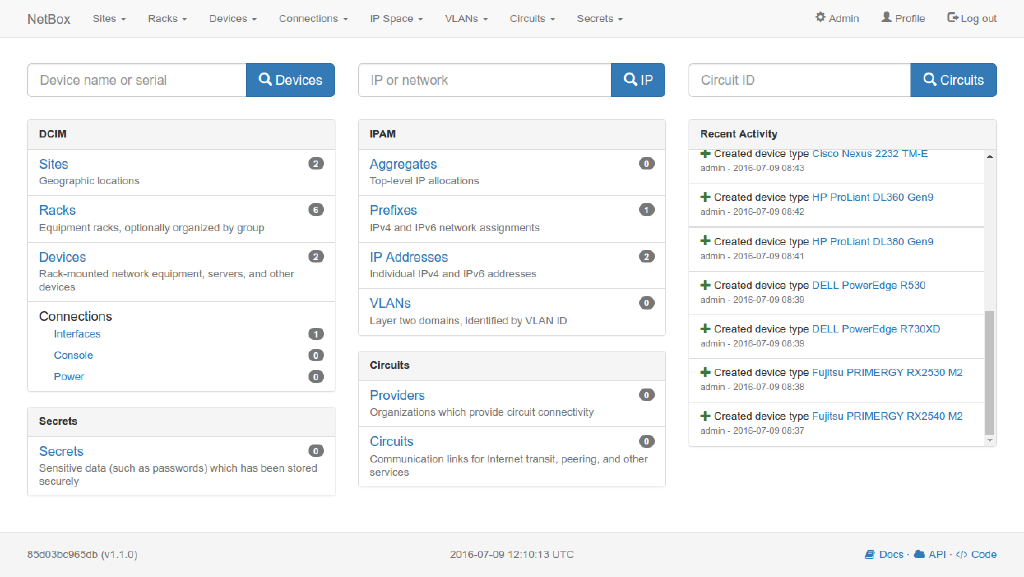 NetBox Sites Racks Devices Connections IP Space VLANs Circuits Secrets Admin Profile Log out
Device name or serial Devices
IP or network IP
Circuit ID Circuits
DCIM
Sites 2
Geographic locations
Racks 6
Equipment racks, optionally organized by group
Devices 2
Rack-mounted network equipment, servers, and other
devices
Connections
Interfaces 1
Console 0
Power 0
Secrets
Secrets 0
Sensitive data (such as passwords) which has been stored
securely
IPAM
Aggregates 0
Top-level IP allocations
Prefixes 1
IPv4 and IPv6 network assignments
IP Addresses 2
Individual IPv4 and IPv6 addresses
VLANs 0
Layer two domains, identified by VLAN ID
Circuits
Providers 0
Organizations which provide circuit connectivity
Circuits 0
Communication links for Internet transit, peering, and other
services
Recent Activity
Created device type Cisco Nexus 2232 TM-E
admin - 2016-07-09 08:43
Created device type HP ProLiant DL360 Gen9
admin - 2016-07-09 08:42
Created device type HP ProLiant DL380 Gen9
admin - 2016-07-09 08:41
Created device type DELL PowerEdge R530
admin - 2016-07-09 08:39
Created device type DELL PowerEdge R730XD
admin - 2016-07-09 08:39
Created device type Fujitsu PRIMERGY RX2530 M2
admin - 2016-07-09 08:38
Created device type Fujitsu PRIMERGY RX2540 M2
admin - 2016-07-09 08:37
85d03bc965db (v1.1.0)
2016-07-09 12:10:13 UTC
Docs · API · </> Code